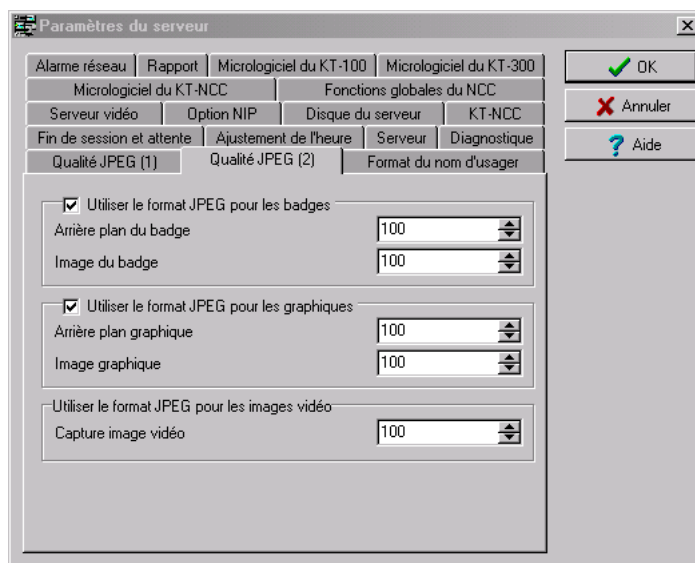 Paramètres du serveur
Alarme réseau Rapport Micrologiciel du KT-100 Micrologiciel du KT-300
Micrologiciel du KT-NCC Fonctions globales du NCC
Serveur vidéo Option NIP Disque du serveur KT-NCC
Fin de session et attente Ajustement de l'heure Serveur Diagnostique
Qualité JPEG (1) Qualité JPEG (2) Format du nom d'usager
OK
Annuler
Aide
Utiliser le format JPEG pour les badges
Arrière plan du badge 100
Image du badge 100
Utiliser le format JPEG pour les graphiques
Arrière plan graphique 100
Image graphique 100
Utiliser le format JPEG pour les images vidéo
Capture image vidéo 100